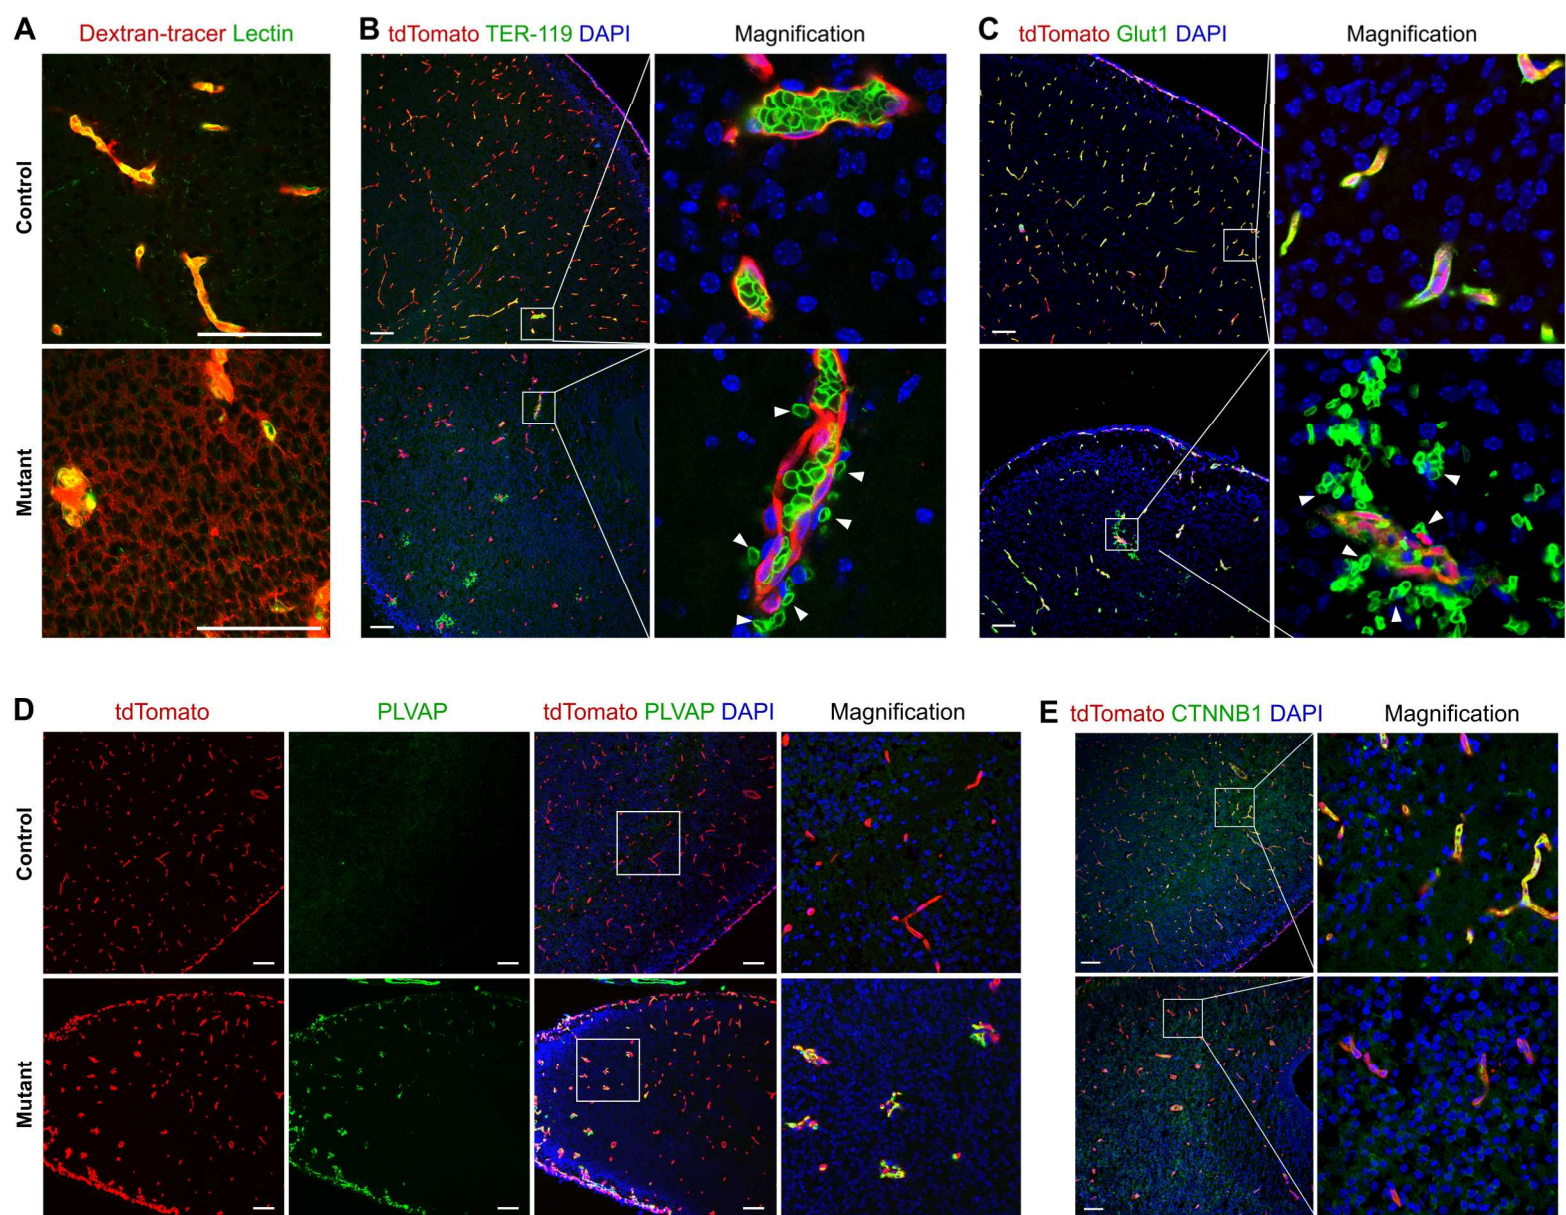 A Dextran-tracer Lectin
B tdTomato TER-119 DAPI Magnification
C tdTomato Glut1 DAPI Magnification
Control
Mutant
D tdTomato PLVAP tdTomato PLVAP DAPI Magnification
E tdTomato CTNNB1 DAPI Magnification
Control
Mutant